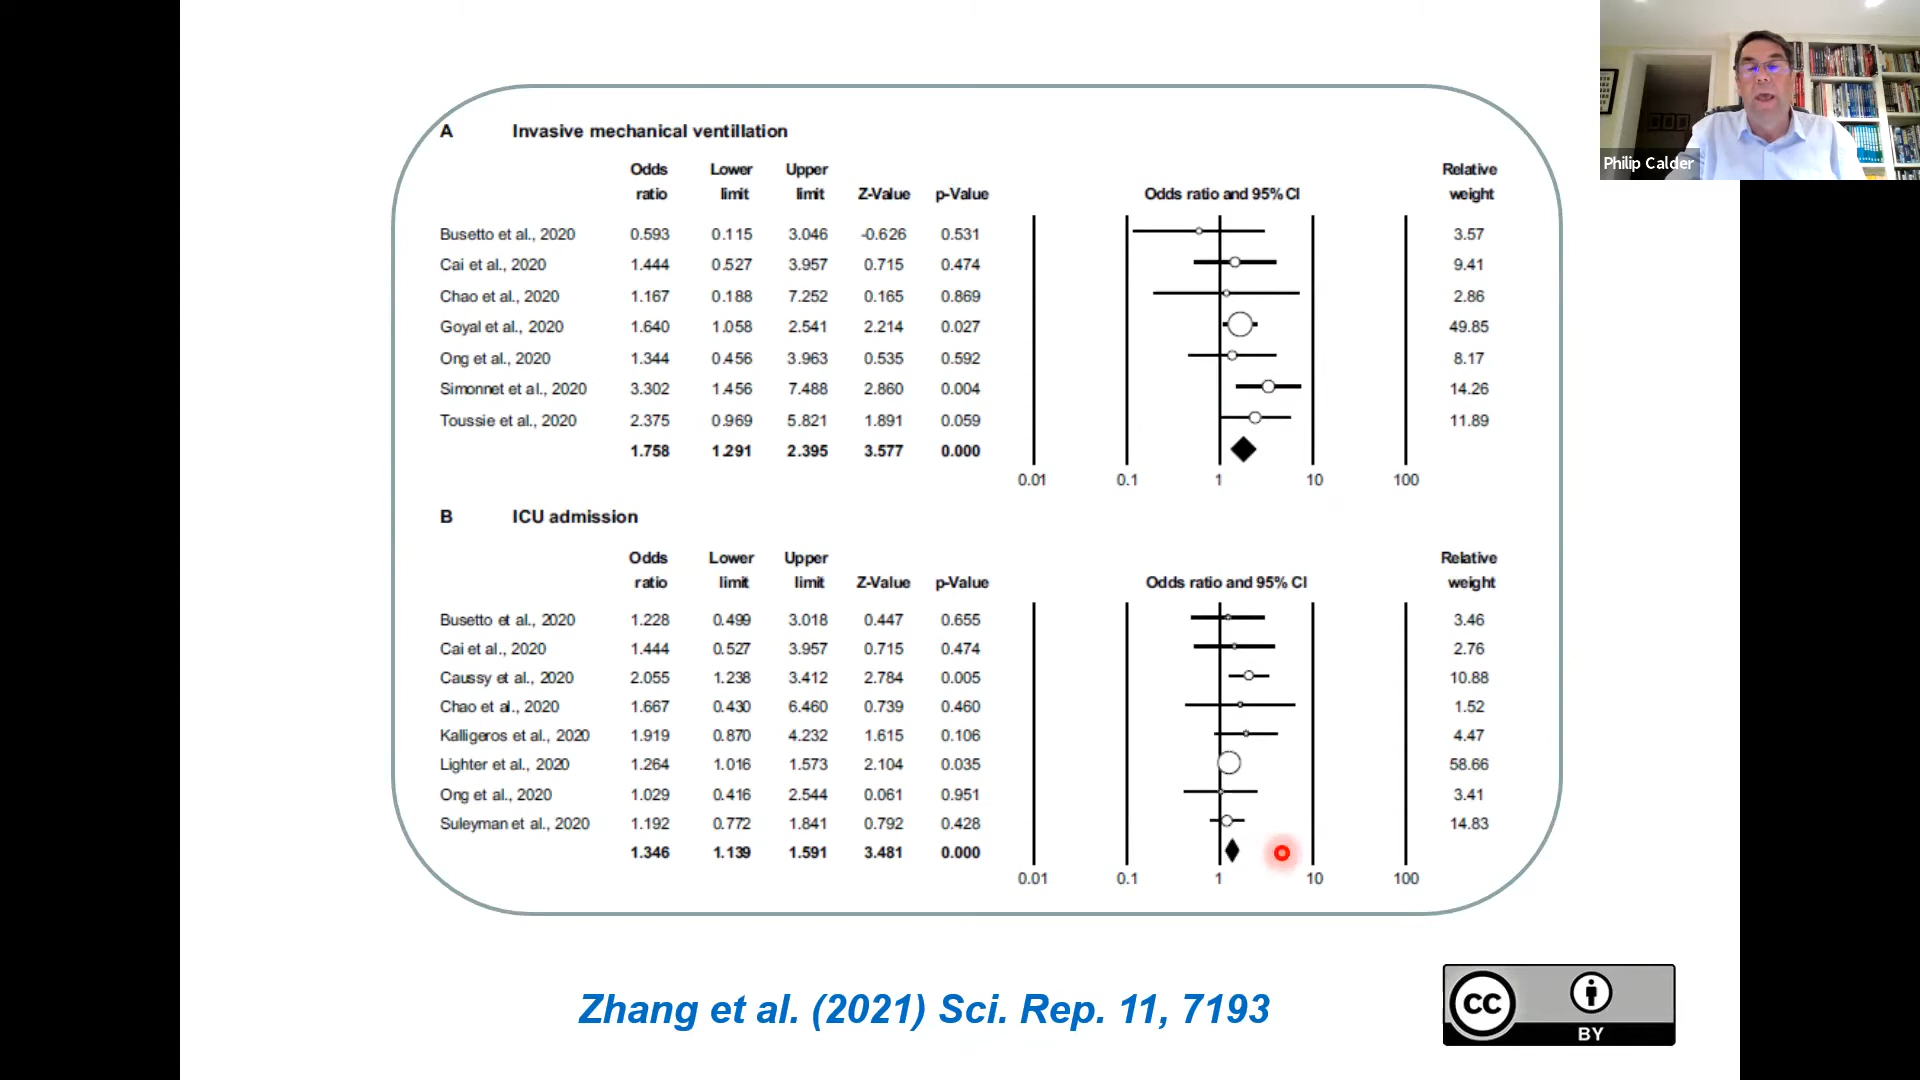 Philip Calder
A Invasive mechanical ventillation
Odds Lower Upper Relative
ratio limit limit Z-Value p-Value Odds ratio and 95% CI weight
Busetto et al., 2020 0.593 0.115 3.046 -0.626 0.531 3.57
Cai et al., 2020 1.444 0.527 3.957 0.715 0.474 9.41
Chao et al., 2020 1.167 0.188 7.252 0.165 0.869 2.86
Goyal et al., 2020 1.640 1.058 2.541 2.214 0.027 49.85
Ong et al., 2020 1.344 0.456 3.963 0.535 0.592 8.17
Simonnet et al., 2020 3.302 1.456 7.488 2.860 0.004 14.26
Toussie et al., 2020 2.375 0.969 5.821 1.891 0.059 11.89
1.758 1.291 2.395 3.577 0.000
0.01 0.1 1 10 100
B ICU admission
Odds Lower Upper Relative
ratio limit limit Z-Value p-Value Odds ratio and 95% CI weight
Busetto et al., 2020 1.228 0.499 3.018 0.447 0.655 3.46
Cai et al., 2020 1.444 0.527 3.957 0.715 0.474 2.76
Caussy et al., 2020 2.055 1.238 3.412 2.784 0.005 10.88
Chao et al., 2020 1.667 0.430 6.460 0.739 0.460 1.52
Kalligeros et al., 2020 1.919 0.870 4.232 1.615 0.106 4.47
Lighter et al., 2020 1.264 1.016 1.573 2.104 0.035 58.66
Ong et al., 2020 1.029 0.416 2.544 0.061 0.951 3.41
Suleyman et al., 2020 1.192 0.772 1.841 0.792 0.428 14.83
1.346 1.139 1.591 3.481 0.000
0.01 0.1 1 10 100
Zhang et al. (2021) Sci. Rep. 11, 7193
CC
BY